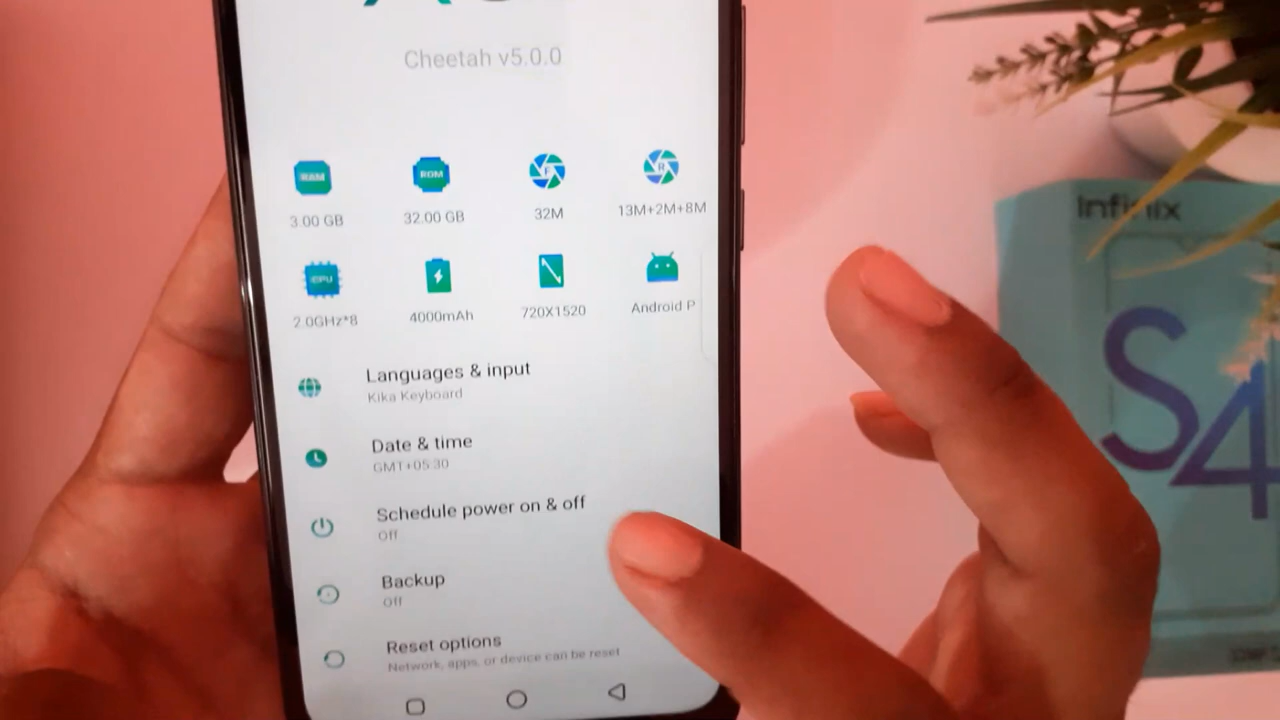 Cheetah v5.0.0
RAM
ROM
F
R
3.00 GB
32.00 GB
32M
13M+2M+8M
CPU
2.0GHz*8
4000mAh
720X1520
Android P
Languages & input
Kika Keyboard
Date & time
GMT+05:30
Schedule power on & off
Off
Backup
Off
Reset options
Network, apps, or device can be reset
Infinix
S4